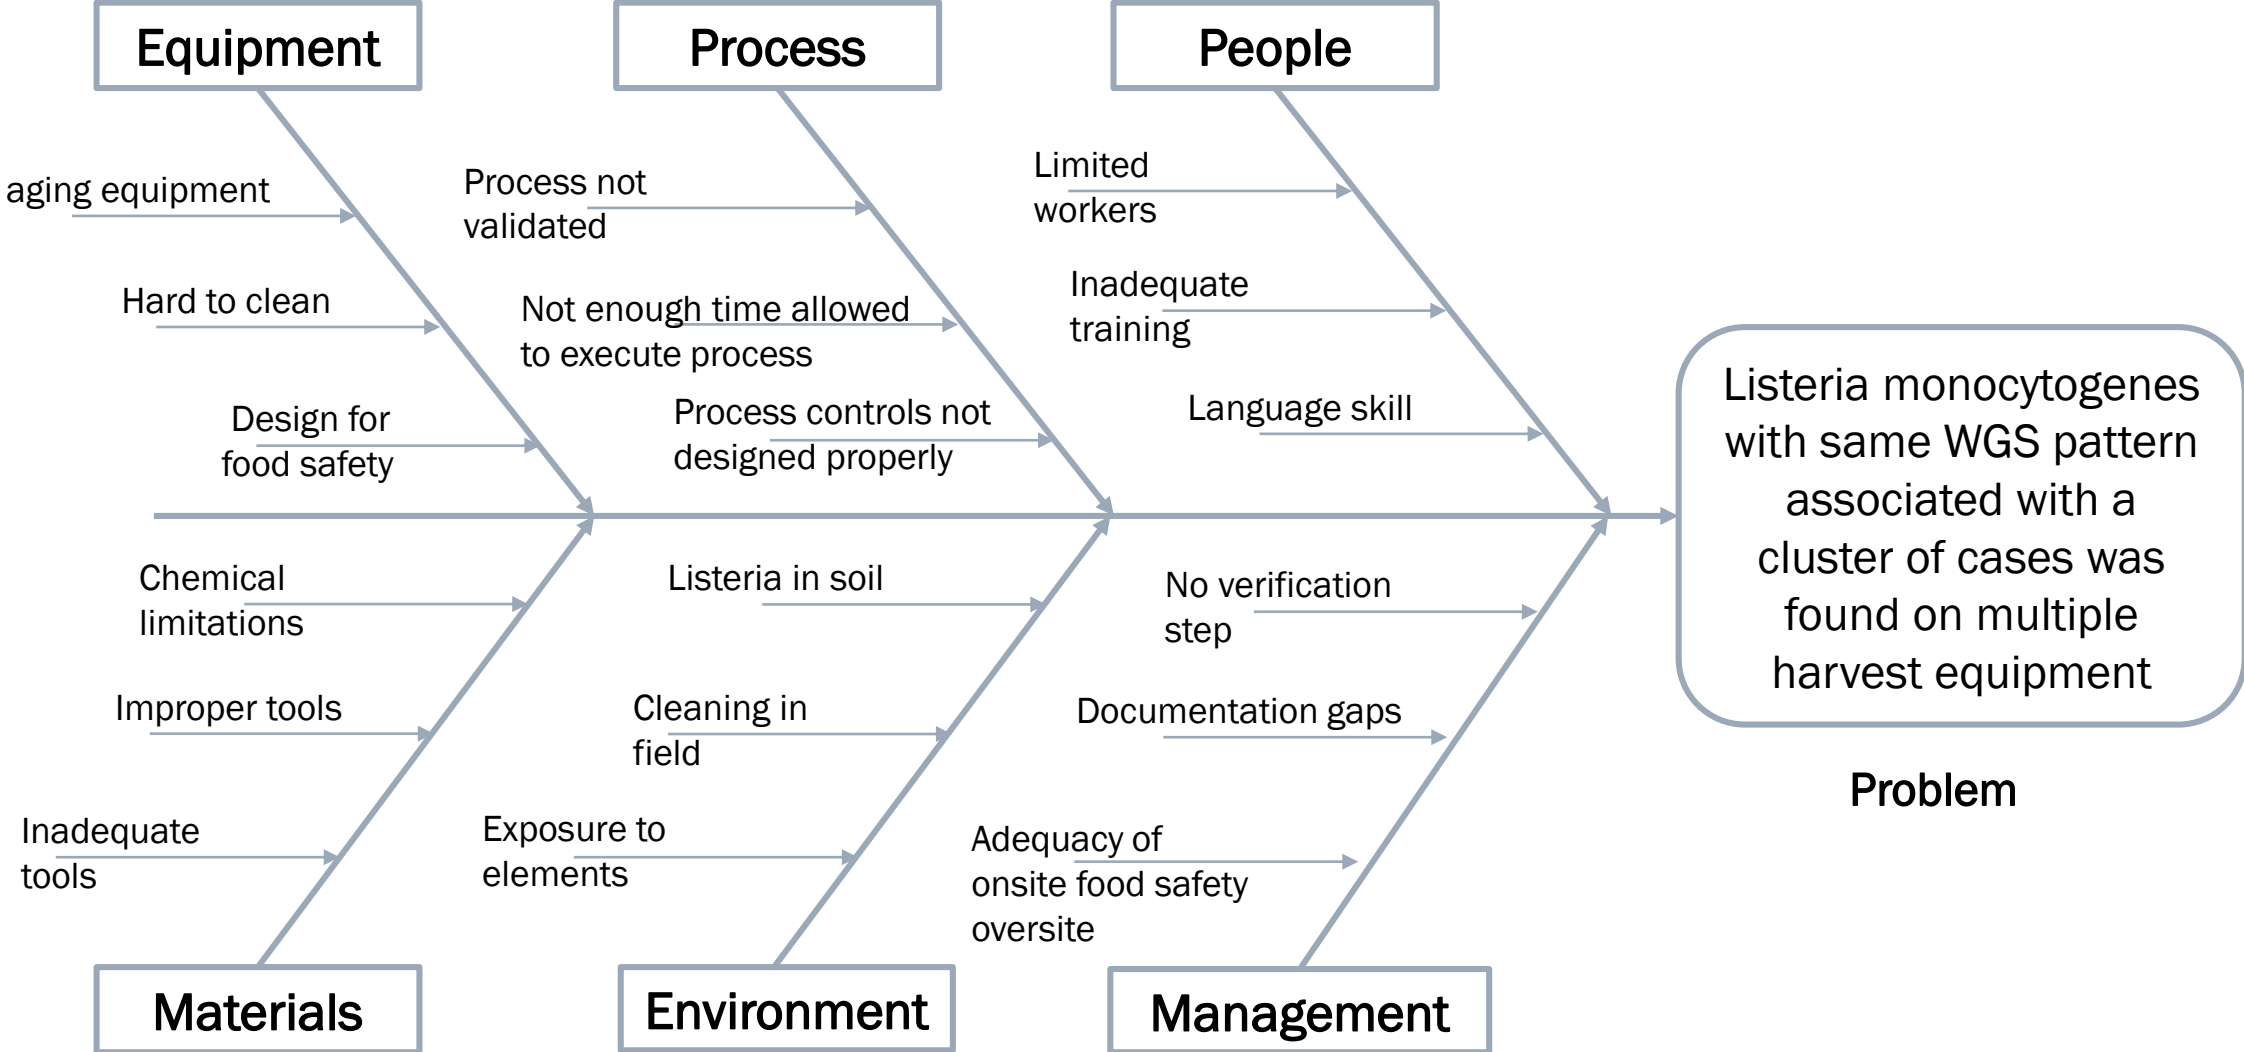 Equipment
Process
People
aging equipment
Hard to clean
Design for
food safety
Process not
validated
Not enough time allowed
to execute process
Process controls not
designed properly
Limited
workers
Inadequate
training
Language skill
Listeria monocytogenes
with same WGS pattern
associated with a
cluster of cases was
found on multiple
harvest equipment
Problem
Chemical
limitations
Improper tools
Inadequate
tools
Listeria in soil
Cleaning in
field
Exposure to
elements
No verification
step
Documentation gaps
Adequacy of
onsite food safety
oversite
Materials
Environment
Management